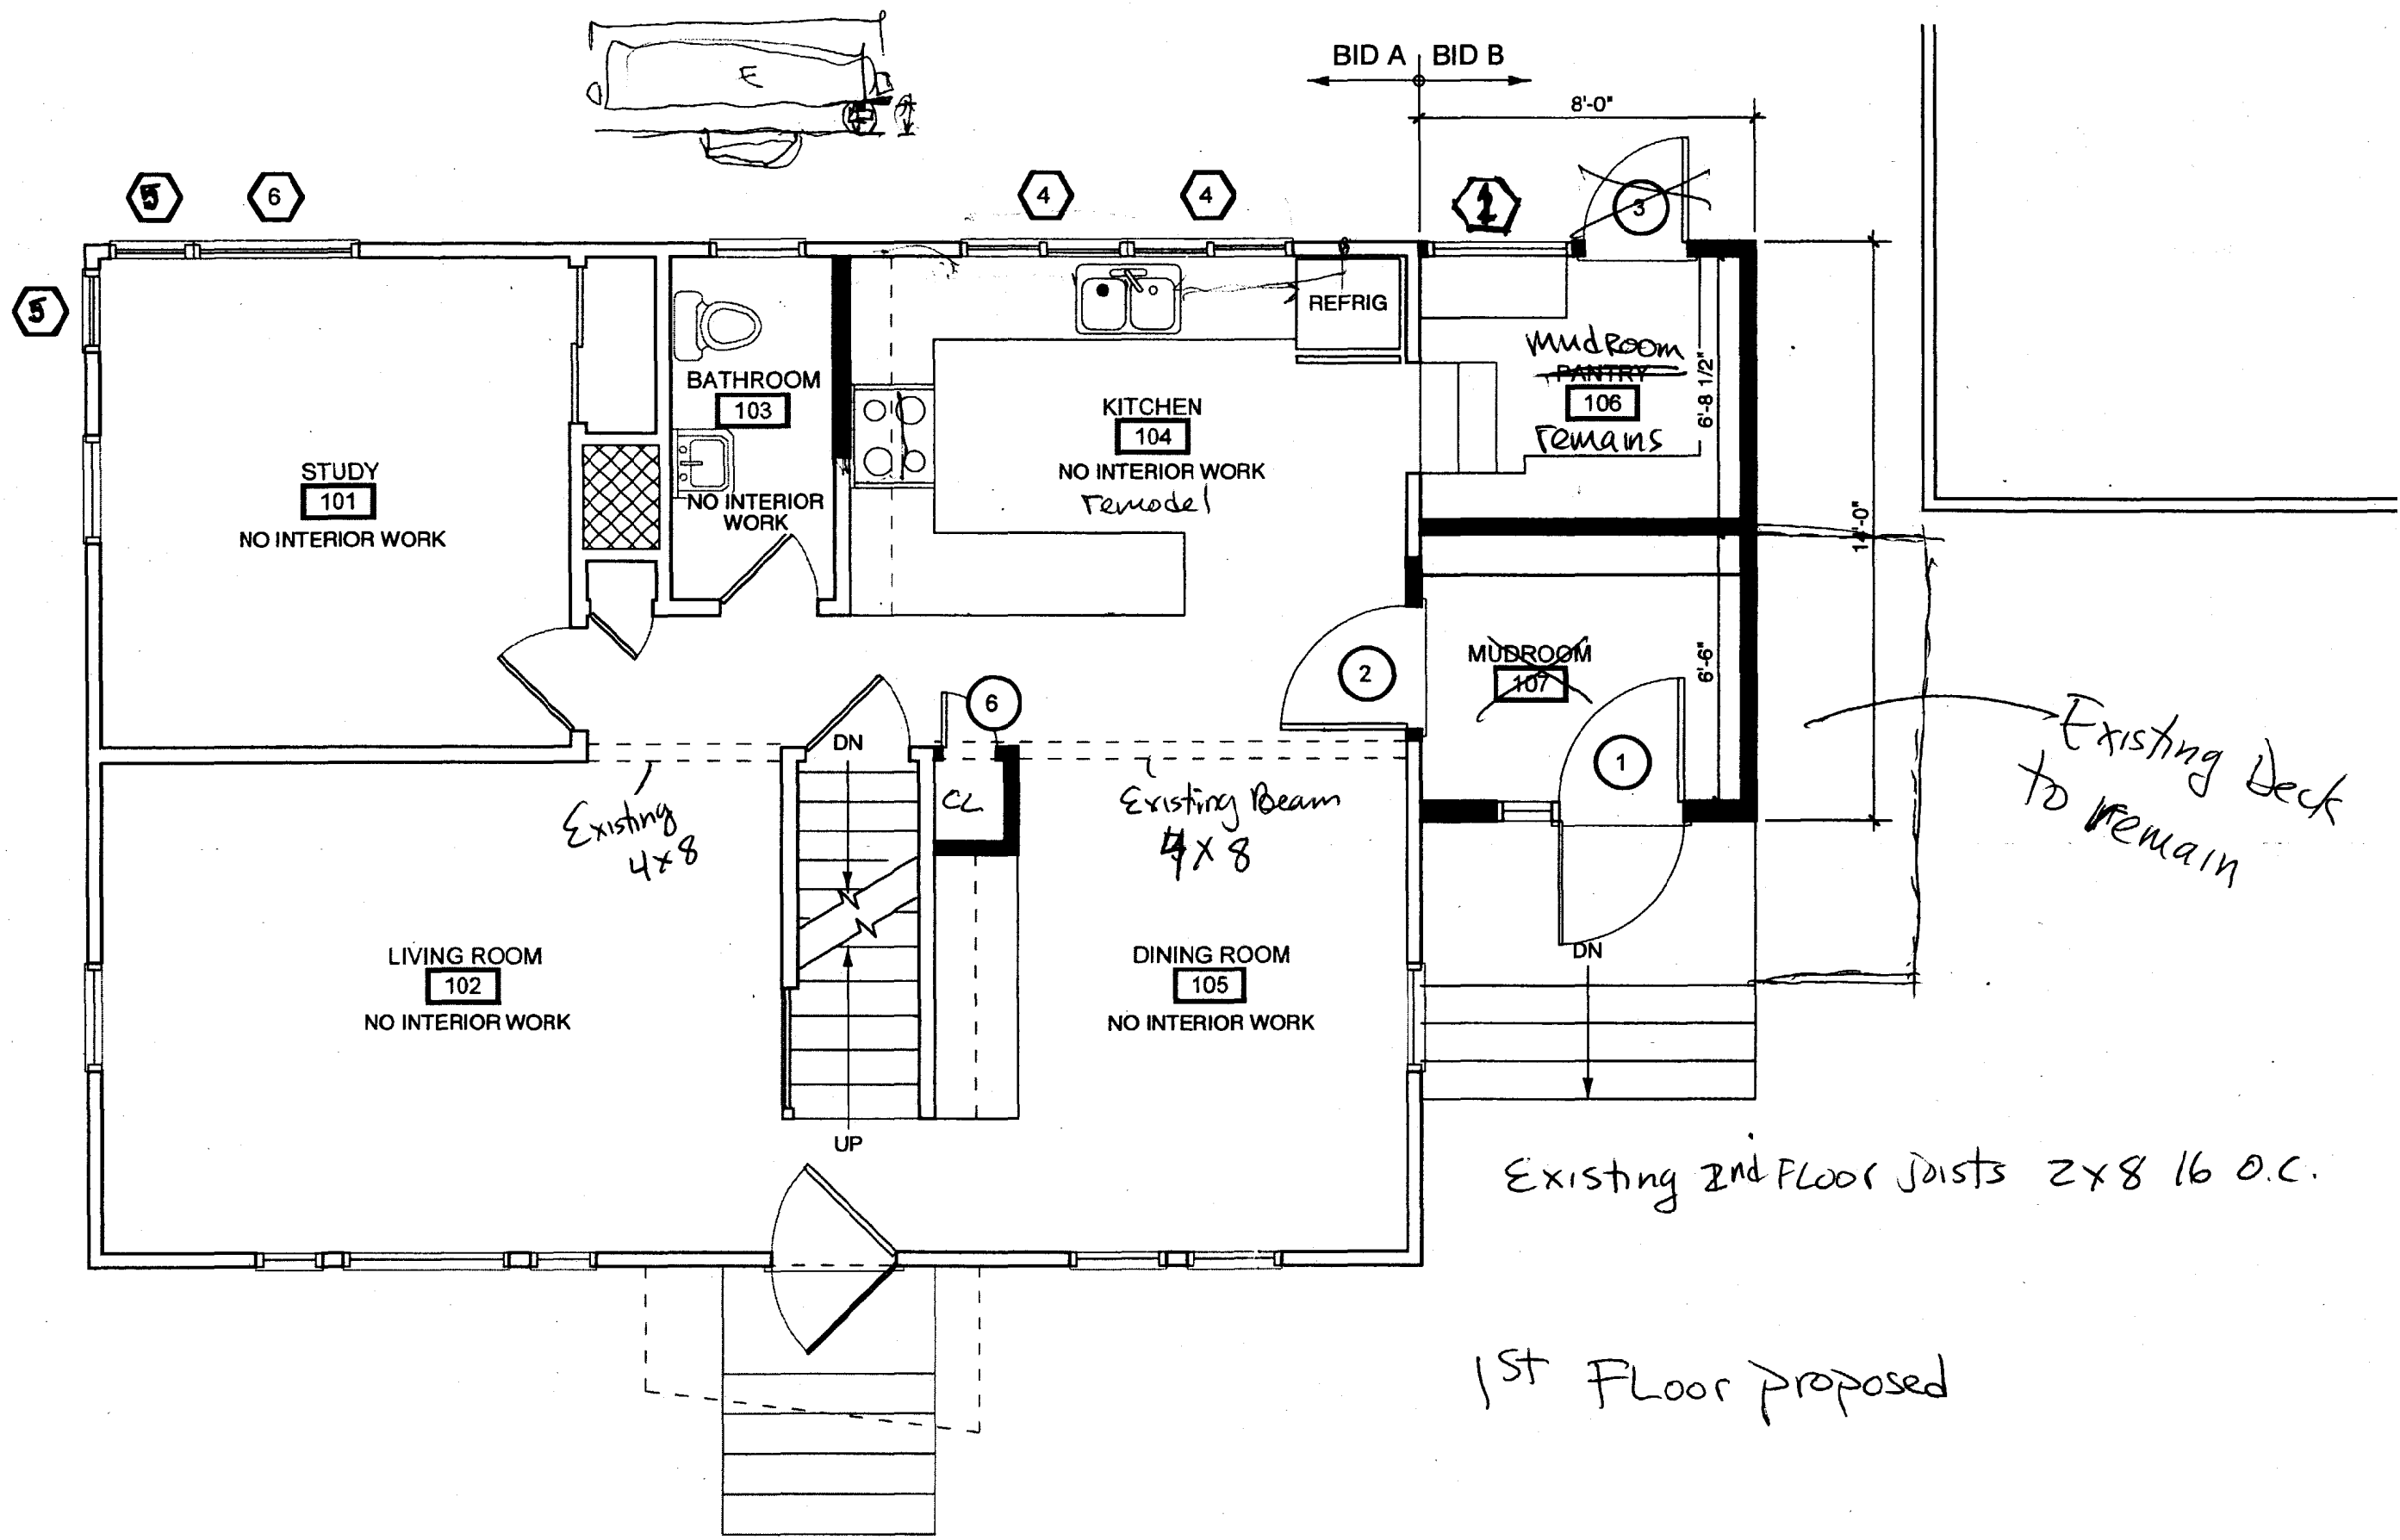 E
BID A BID B
8'-0"
5
6
4
4
1
3
5
REFRIG
BATHROOM
103
NO INTERIOR
WORK
KITCHEN
104
NO INTERIOR WORK
remodel
mudroom
PANTRY
106
remains
6'-8 1/2"
STUDY
101
NO INTERIOR WORK
14'-0"
MUDROOM
107
6'-6"
2
6
1
DN
CL
Existing
4x8
Existing Beam
4x8
Existing Deck
to remain
LIVING ROOM
102
NO INTERIOR WORK
DINING ROOM
105
NO INTERIOR WORK
DN
UP
Existing 2nd FLoor joists 2x8 16 O.C.
1st FLoor proposed